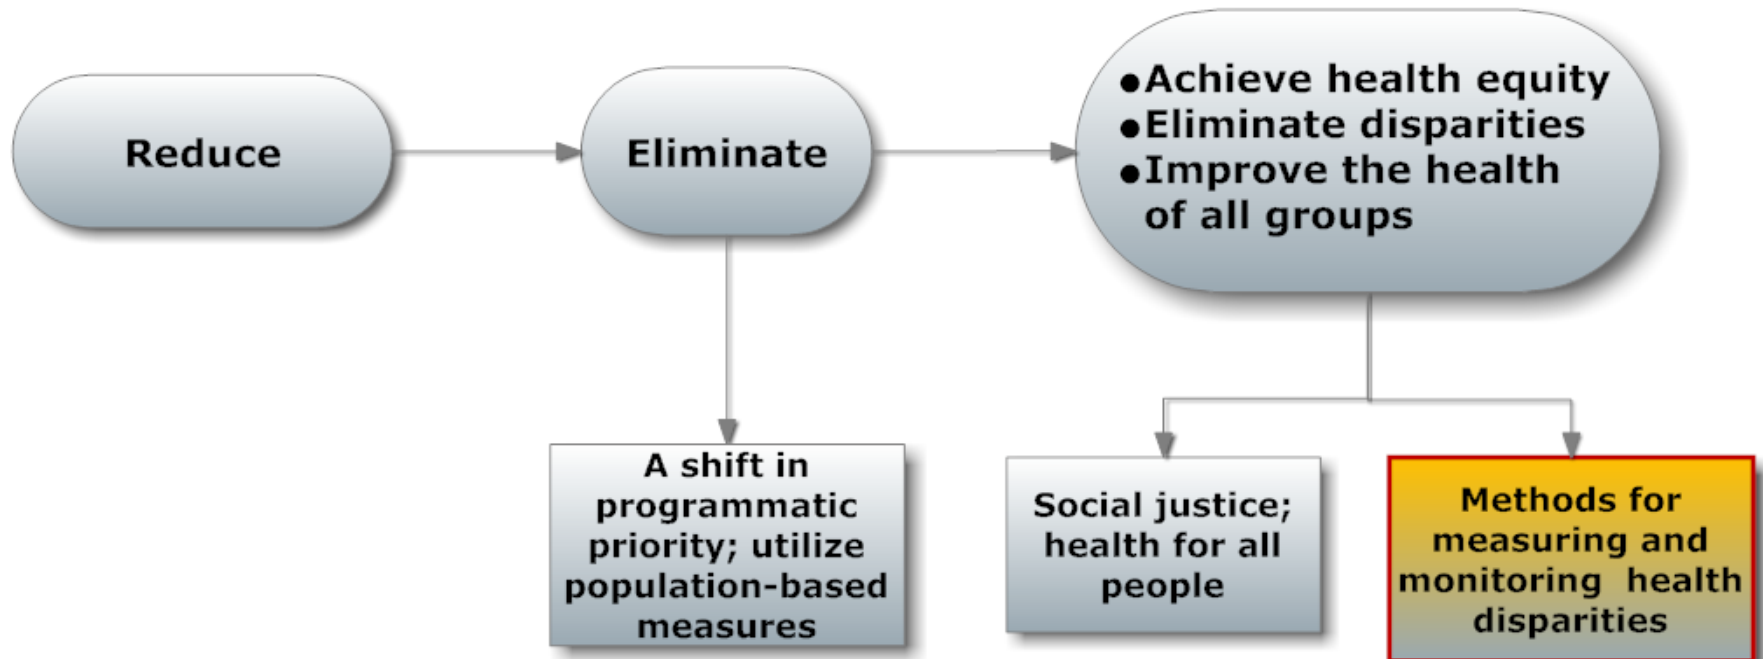 Reduce
Eliminate
●Achieve health equity
●Eliminate disparities
●Improve the health
of all groups
A shift in
programmatic
priority; utilize
population-based
measures
Social justice;
health for all
people
Methods for
measuring and
monitoring health
disparities